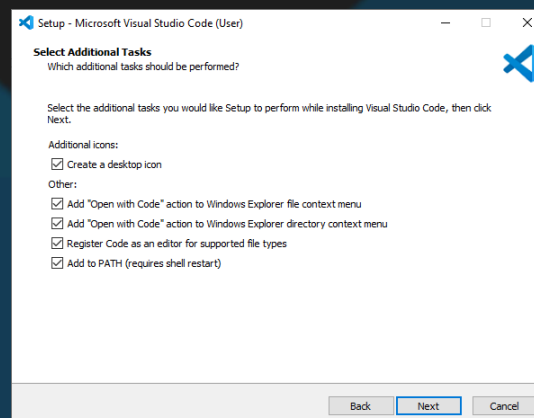 Setup - Microsoft Visual Studio Code (User)
Select Additional Tasks
Which additional tasks should be performed?
Select the additional tasks you would like Setup to perform while installing Visual Studio Code, then click
Next.
Additional icons:
Create a desktop icon
Other:
Add "Open with Code" action to Windows Explorer file context menu
Add "Open with Code" action to Windows Explorer directory context menu
Register Code as an editor for supported file types
Add to PATH (requires shell restart)
Back Next Cancel